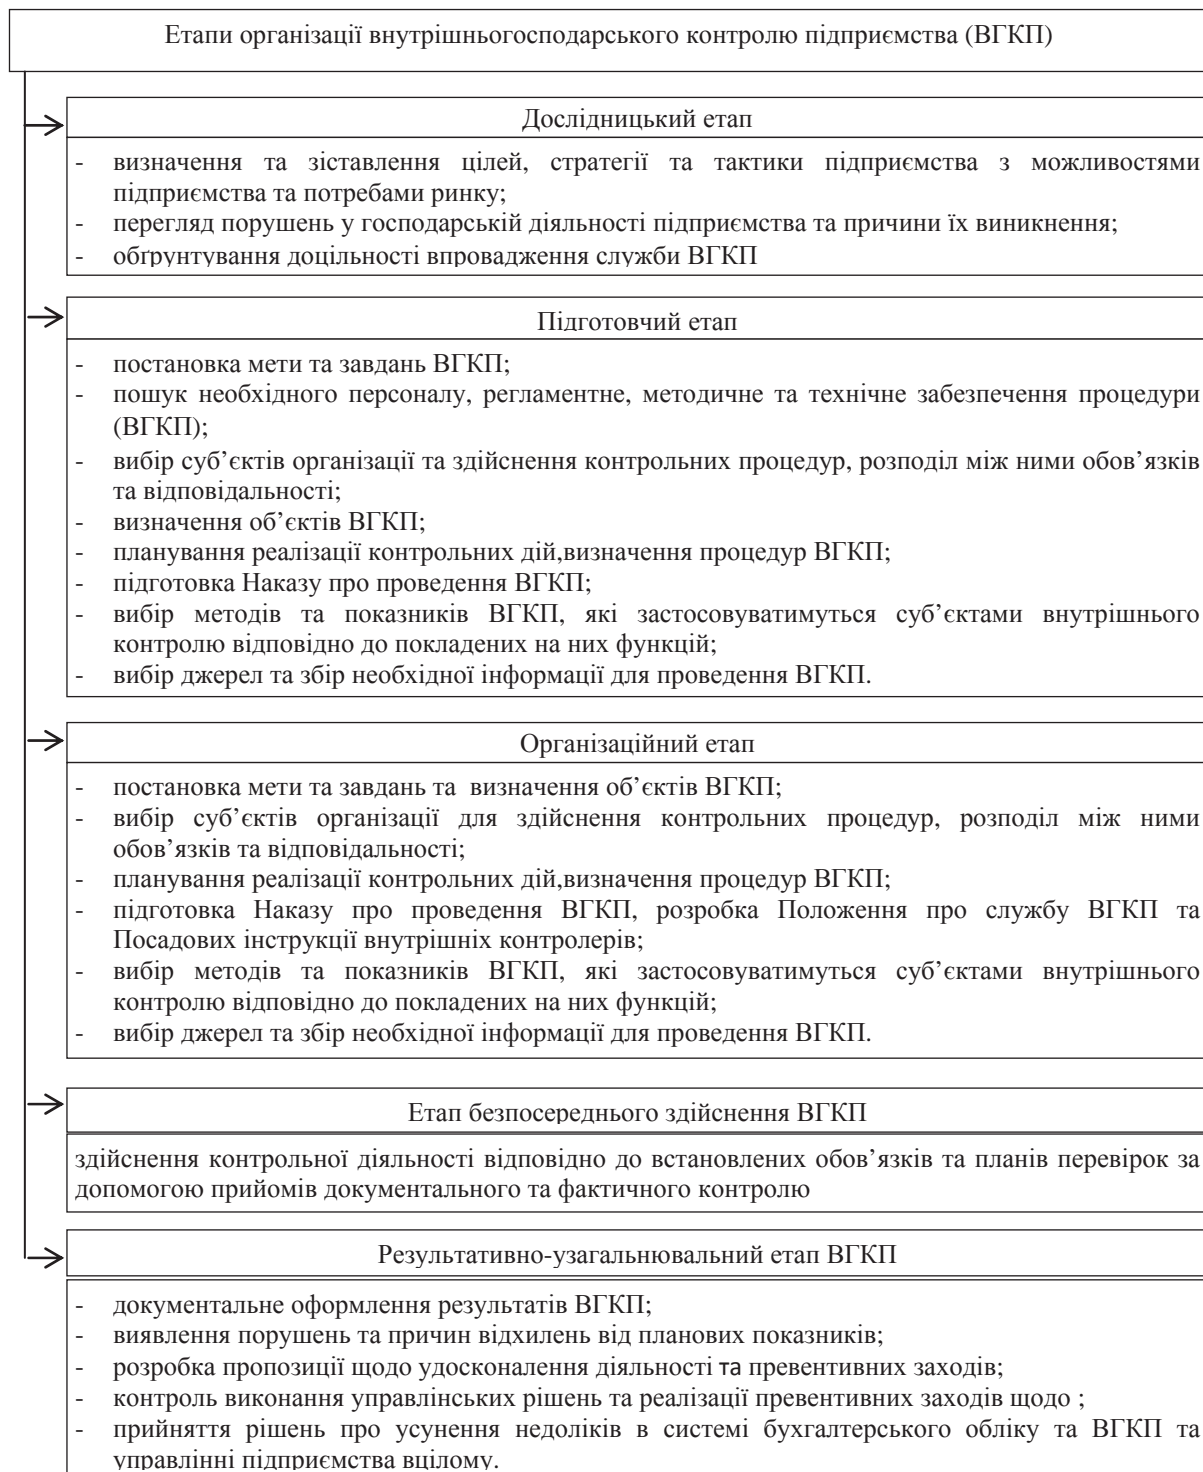 Етапи організації внутрішньогосподарського контролю підприємства (ВГКП)
Дослідницький етап
- визначення та зіставлення цілей, стратегії та тактики підприємства з можливостями
підприємства та потребами ринку;
- перегляд порушень у господарській діяльності підприємства та причини їх виникнення;
- обґрунтування доцільності впровадження служби ВГКП
Підготовчий етап
- постановка мети та завдань ВГКП;
- пошук необхідного персоналу, регламентне, методичне та технічне забезпечення процедури
(ВГКП);
- вибір суб’єктів організації та здійснення контрольних процедур, розподіл між ними обов’язків
та відповідальності;
- визначення об’єктів ВГКП;
- планування реалізації контрольних дій,визначення процедур ВГКП;
- підготовка Наказу про проведення ВГКП;
- вибір методів та показників ВГКП, які застосовуватимуться суб’єктами внутрішнього
контролю відповідно до покладених на них функцій;
- вибір джерел та збір необхідної інформації для проведення ВГКП.
Організаційний етап
- постановка мети та завдань та визначення об’єктів ВГКП;
- вибір суб’єктів організації для здійснення контрольних процедур, розподіл між ними
обов’язків та відповідальності;
- планування реалізації контрольних дій,визначення процедур ВГКП;
- підготовка Наказу про проведення ВГКП, розробка Положення про службу ВГКП та
Посадових інструкції внутрішніх контролерів;
- вибір методів та показників ВГКП, які застосовуватимуться суб’єктами внутрішнього
контролю відповідно до покладених на них функцій;
- вибір джерел та збір необхідної інформації для проведення ВГКП.
Етап безпосереднього здійснення ВГКП
здійснення контрольної діяльності відповідно до встановлених обов’язків та планів перевірок за
допомогою прийомів документального та фактичного контролю
Результативно-узагальнювальний етап ВГКП
- документальне оформлення результатів ВГКП;
- виявлення порушень та причин відхилень від планових показників;
- розробка пропозиції щодо удосконалення діяльності та превентивних заходів;
- контроль виконання управлінських рішень та реалізації превентивних заходів щодо ;
- прийняття рішень про усунення недоліків в системі бухгалтерського обліку та ВГКП та
управлінні підприємства вцілому.